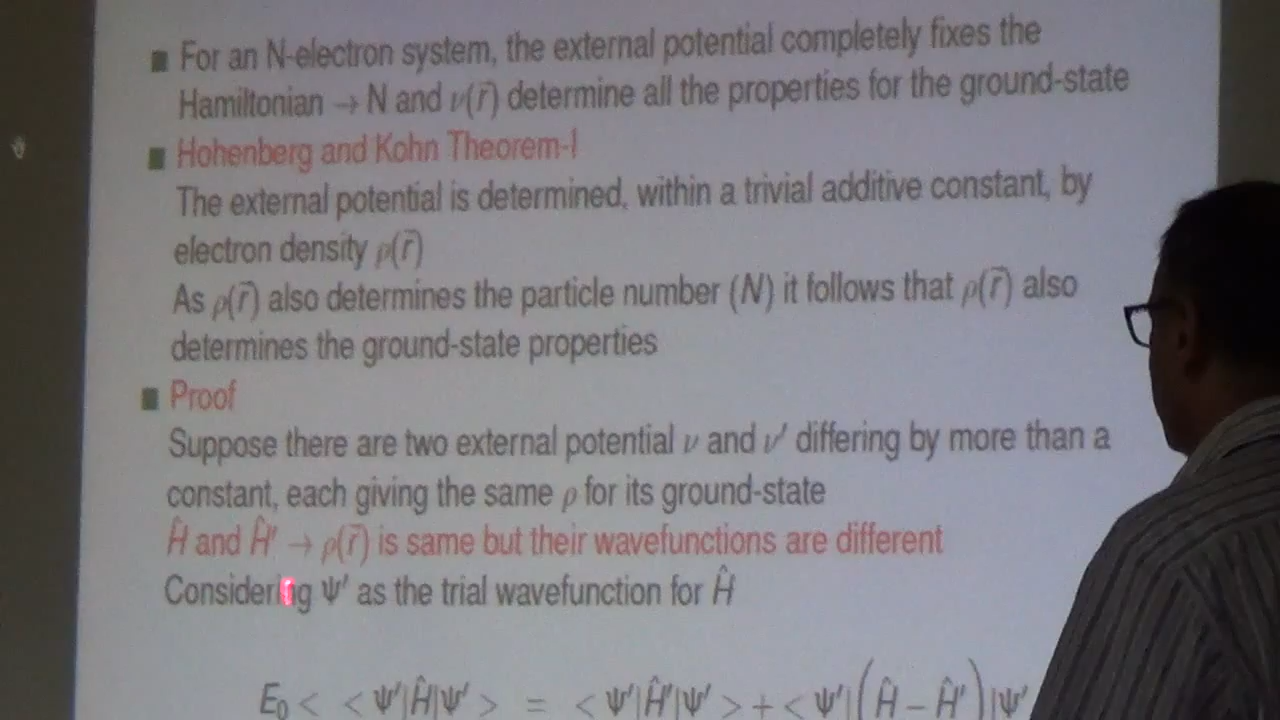 ■ For an N-electron system, the external potential completely fixes the
Hamiltonian → N and ν(r⃗) determine all the properties for the ground-state
■ Hohenberg and Kohn Theorem-I
The external potential is determined, within a trivial additive constant, by
electron density ρ(r⃗)
As ρ(r⃗) also determines the particle number (N) it follows that ρ(r⃗) also
determines the ground-state properties
■ Proof
Suppose there are two external potential ν and ν′ differing by more than a
constant, each giving the same ρ for its ground-state
Ĥ and Ĥ′ → ρ(r⃗) is same but their wavefunctions are different
Considering Ψ′ as the trial wavefunction for Ĥ
E₀ < < Ψ′|Ĥ|Ψ′ > = < Ψ′|Ĥ′|Ψ′ > + < Ψ′|(Ĥ − Ĥ′)|Ψ′